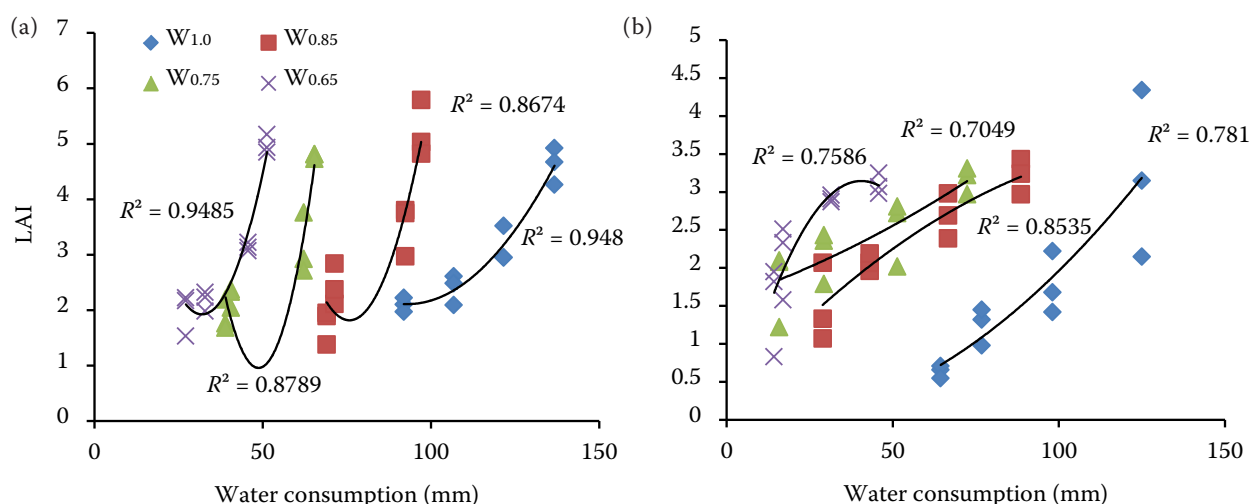 (a)
LAI
7
6
5
4
3
2
1
0
W1.0
W0.85
W0.75
W0.65
R² = 0.8674
R² = 0.9485
R² = 0.948
R² = 0.8789
0
50
100
150
Water consumption (mm)
(b)
5
4.5
4
3.5
3
2.5
2
1.5
1
0.5
0
R² = 0.7049
R² = 0.781
R² = 0.7586
R² = 0.8535
0
50
100
150
Water consumption (mm)